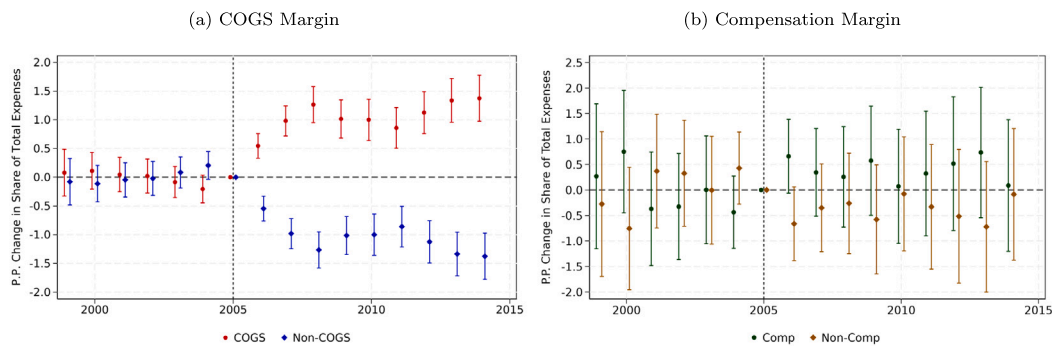 (a) COGS Margin
P.P. Change in Share of Total Expenses
2.0
1.5
1.0
0.5
0.0
-0.5
-1.0
-1.5
-2.0
2000 2005 2010 2015
COGS Non-COGS
(b) Compensation Margin
P.P. Change in Share of Total Expenses
2.5
2.0
1.5
1.0
0.5
0.0
-0.5
-1.0
-1.5
-2.0
2000 2005 2010 2015
Comp Non-Comp